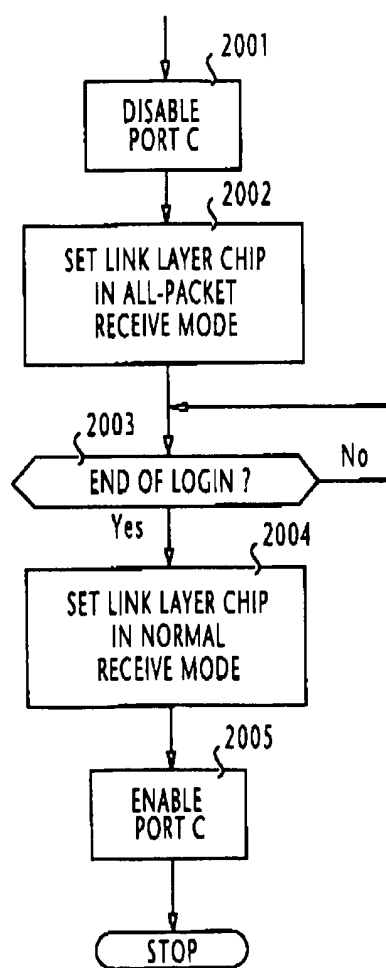 2001
DISABLE
PORT C
2002
SET LINK LAYER CHIP
IN ALL-PACKET
RECEIVE MODE
2003
END OF LOGIN ?
No
Yes
2004
SET LINK LAYER CHIP
IN NORMAL
RECEIVE MODE
2005
ENABLE
PORT C
STOP